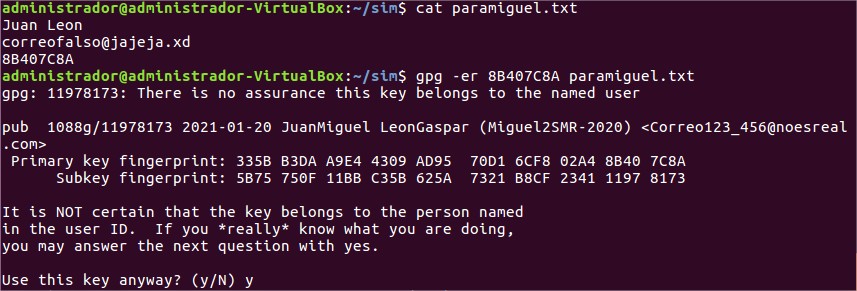 administrador@administrador-VirtualBox:~/sim$ cat paramiguel.txt
Juan Leon
correofalso@jajeja.xd
8B407C8A
administrador@administrador-VirtualBox:~/sim$ gpg -er 8B407C8A paramiguel.txt
gpg: 11978173: There is no assurance this key belongs to the named user
pub  1088g/11978173 2021-01-20 JuanMiguel LeonGaspar (Miguel2SMR-2020) <Correo123_456@noesreal
.com>
 Primary key fingerprint: 335B B3DA A9E4 4309 AD95  70D1 6CF8 02A4 8B40 7C8A
      Subkey fingerprint: 5B75 750F 11BB C35B 625A  7321 B8CF 2341 1197 8173
It is NOT certain that the key belongs to the person named
in the user ID.  If you *really* know what you are doing,
you may answer the next question with yes.
Use this key anyway? (y/N) y